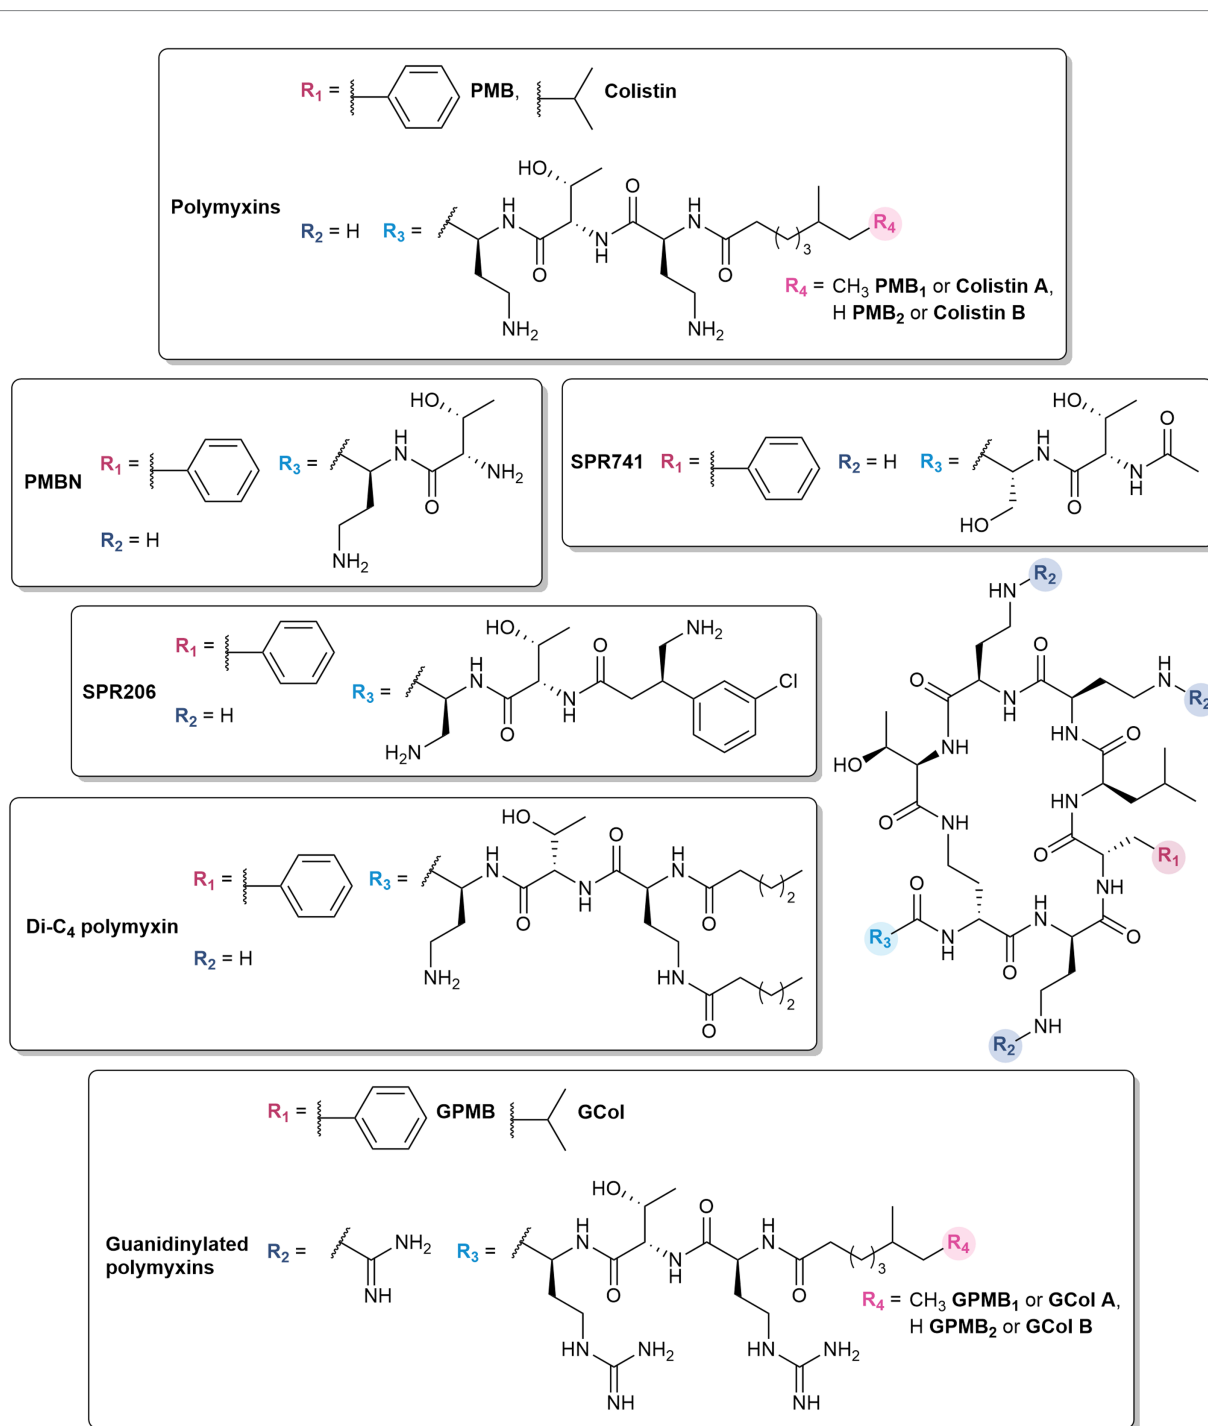 R₁ = PMB, Colistin
HO
O
H
N
H
N
Polymyxins
R₂ = H R₃ =
R₄
3
O
N
H
O
R₄ = CH₃ PMB₁ or Colistin A,
H PMB₂ or Colistin B
NH₂
NH₂
HO
H
N
PMBN
R₁ =
R₃ =
NH₂
O
R₂ = H
NH₂
HO
O
H
N
SPR741 R₁ = R₂ = H R₃ =
N
H
O
HO
R₁ =
HO
NH₂
O
H
N
Cl
SPR206
R₃ =
R₂ = H
N
H
O
H₂N
HO
O
H
N
H
N
R₁ =
R₃ =
2
O
N
H
O
Di-C₄ polymyxin
R₂ = H
NH₂
HN
2
O
R₂
HN
O
H
N
R₂
O
N
H
HN
O
HO
NH
HN
O
NH
O
R₁
O
NH
O
H
N
R₃
N
H
O
O
NH
R₂
R₁ = GPMB GCol
HO
O
H
N
H
N
Guanidinylated
polymyxins
R₂ =
NH₂
NH
R₃ =
R₄
3
O
N
H
O
R₄ = CH₃ GPMB₁ or GCol A,
H GPMB₂ or GCol B
HN
NH₂
HN
NH₂
NH
NH